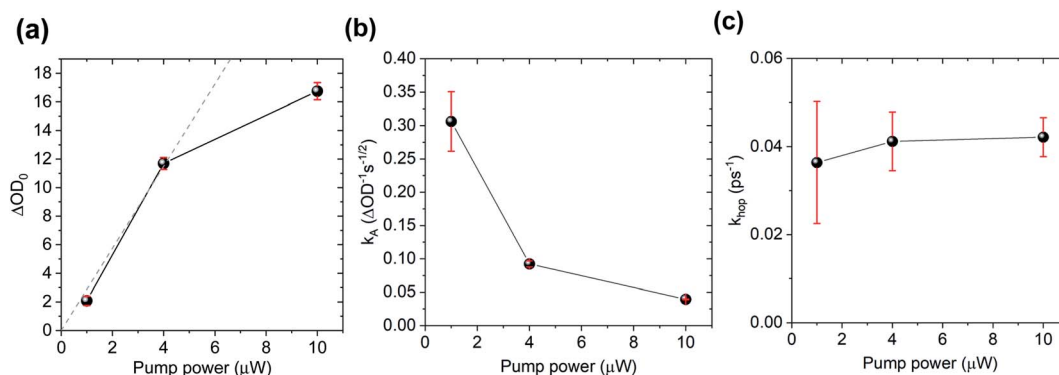 (a)
18
16
14
12
10
8
6
4
2
0
ΔOD₀
0 2 4 6 8 10
Pump power (μW)
(b)
0.40
0.35
0.30
0.25
0.20
0.15
0.10
0.05
0.00
k_A (ΔOD⁻¹s⁻¹/²)
0 2 4 6 8 10
Pump power (μW)
(c)
0.06
0.04
0.02
0.00
k_hop (ps⁻¹)
0 2 4 6 8 10
Pump power (μW)